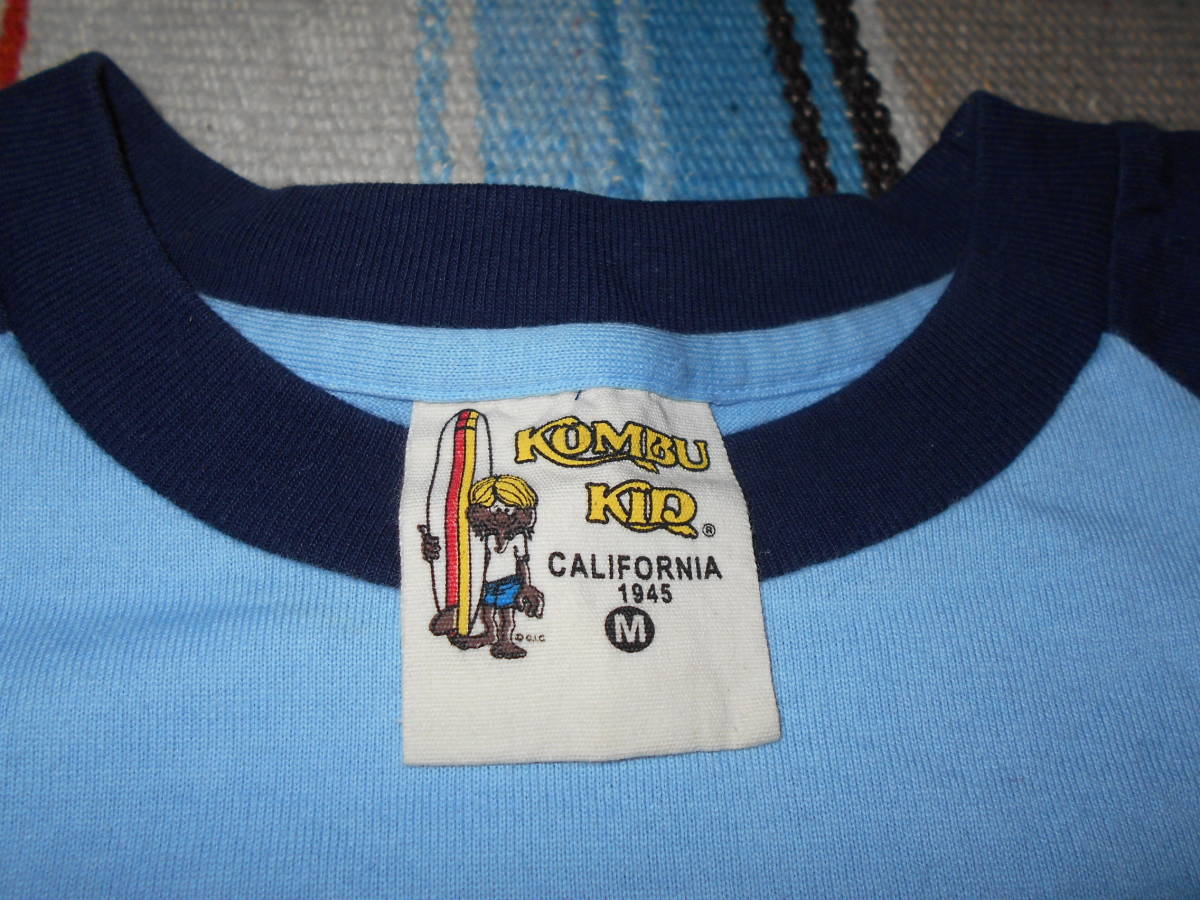 KOMBU
KID®
CALIFORNIA
1945
M
© G.I.C